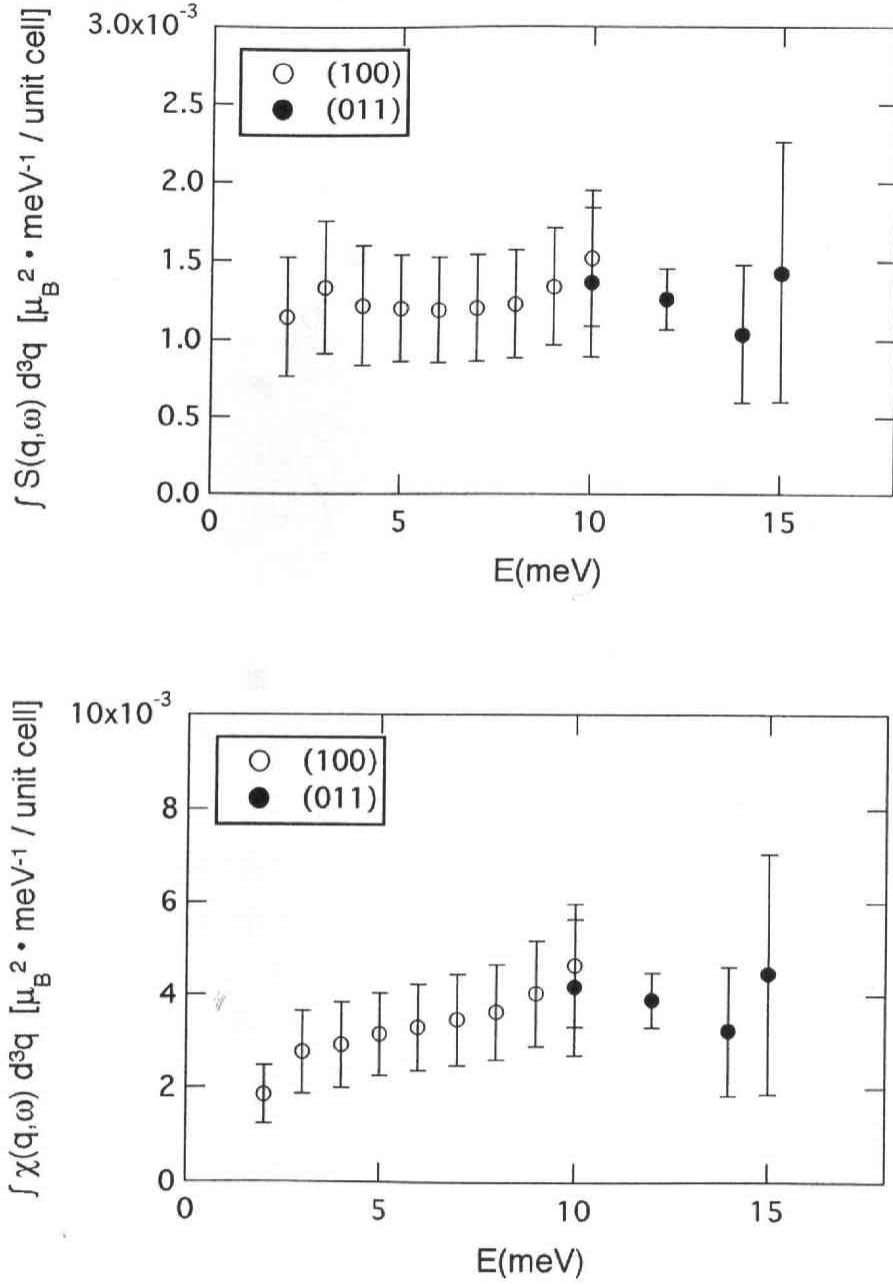 ∫ S(q,ω) d³q [μB² • meV⁻¹ / unit cell]
3.0x10⁻³
2.5
2.0
1.5
1.0
0.5
0.0
(100)
(011)
0 5 10 15
E(meV)
∫ χ(q,ω) d³q [μB² • meV⁻¹ / unit cell]
10x10⁻³
8
6
4
2
0
(100)
(011)
0 5 10 15
E(meV)